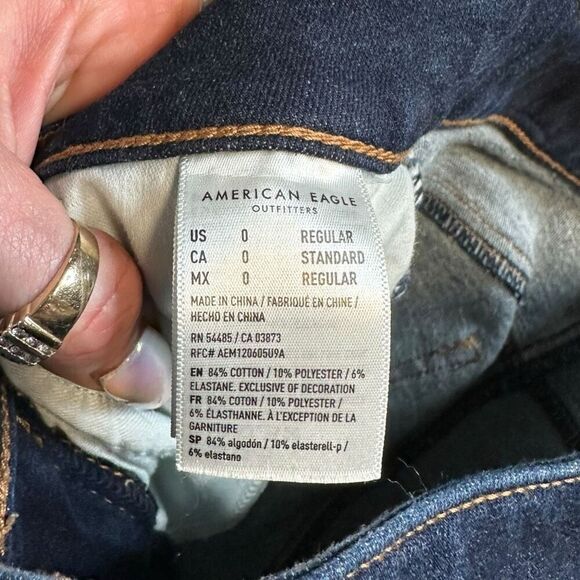 AMERICAN EAGLE
OUTFITTERS
US 0 REGULAR
CA 0 STANDARD
MX 0 REGULAR
MADE IN CHINA / FABRIQUÉ EN CHINE /
HECHO EN CHINA
RN 54485 / CA 03873
RFC# AEM120605U9A
EN 84% COTTON / 10% POLYESTER / 6%
ELASTANE. EXCLUSIVE OF DECORATION
FR 84% COTON / 10% POLYESTER /
6% ÉLASTHANNE. À L'EXCEPTION DE LA
GARNITURE
SP 84% algodón / 10% elasterell-p /
6% elastano